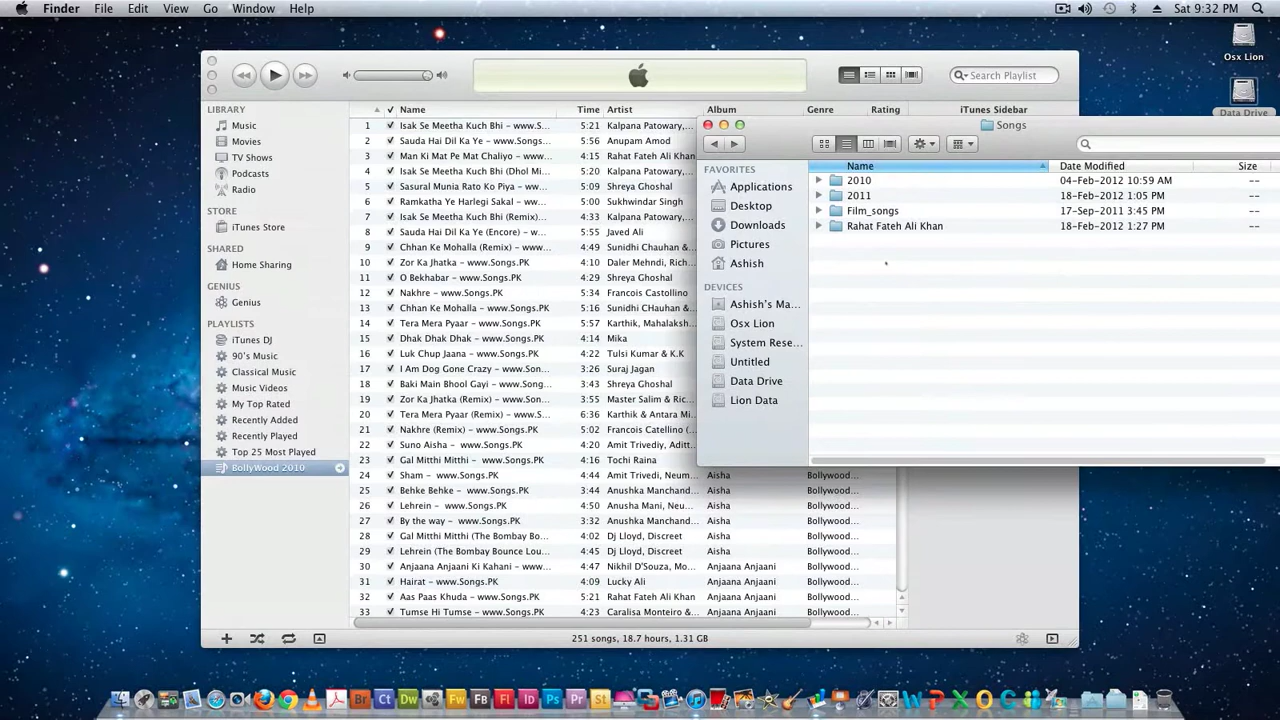 Finder File Edit View Go Window Help Sat 9:32 PM
Osx Lion
Data Drive
Search Playlist
LIBRARY
Music
Movies
TV Shows
Podcasts
Radio
STORE
iTunes Store
SHARED
Home Sharing
GENIUS
Genius
PLAYLISTS
iTunes DJ
90's Music
Classical Music
Music Videos
My Top Rated
Recently Added
Recently Played
Top 25 Most Played
BollyWood 2010
Name Time Artist Album Genre Rating iTunes Sidebar
1 Isak Se Meetha Kuch Bhi - www.S... 5:21 Kalpana Patowary,...
2 Sauda Hai Dil Ka Ye - www.Songs... 5:56 Anupam Amod
3 Man Ki Mat Pe Mat Chaliyo - www... 4:15 Rahat Fateh Ali Khan
4 Isak Se Meetha Kuch Bhi (Dhol Mi... 5:21 Kalpana Patowary,...
5 Sasural Munia Rato Ko Piya - ww... 5:09 Shreya Ghoshal
6 Ramkatha Ye Harlegi Sakal - ww... 5:02 Sukhwindar Singh
7 Isak Se Meetha Kuch Bhi (Remix)... 4:33 Kalpana Patowary,...
8 Sauda Hai Dil Ka Ye (Encore) - w... 5:55 Javed Ali
9 Chhan Ke Mohalla (Remix) - ww... 4:11 Sunidhi Chauhan &...
10 Zor Ka Jhatka - www.Songs.PK 4:10 Daler Mehndi, Rich...
11 O Bekhabar - www.Songs.PK 4:29 Shreya Ghoshal
12 Nakhre - www.Songs.PK 5:34 Francois Castollino
13 Chhan Ke Mohalla - www.Songs.PK 5:16 Sunidhi CHauhan &...
14 Tera Mera Pyaar - www.Songs.PK 5:57 Karthik, Mahalaksh...
15 Dhak Dhak Dhak - www.Songs.PK 4:14 Mika
16 Luk Chup Jaana - www.Songs.PK 4:22 Tulsi Kumar & K.K
17 I Am Dog Gone Crazy - www.Song... 3:26 Suraj Jagan
18 Baki Main Bhool Gayi - www.Song... 3:52 Shreya Ghoshal
19 Zor Ka Jhatka (Remix) - www.So... 3:55 Master Salim & Rich...
20 Tera Mera Pyaar (Remix) - www.S... 6:36 Karthik & Antara Mi...
21 Nakhre (Remix) - www.Songs.PK 5:02 Francois Catellino...
22 Suno Aisha - www.Songs.PK 4:20 Amit Trivediy, Aditt...
23 Gal Mitthi Mitthi - www.Songs.PK 4:16 Tochi Raina
24 Sham - www.Songs.PK 4:25 Amit Trivedi, Neum... Aisha Bollywood...
25 Behke Behke - www.Songs.PK 3:44 Anushka Manchand... Aisha Bollywood...
26 Lehrein - www.Songs.PK 4:50 Anusha Mani, Neu... Aisha Bollywood...
27 By the way - www.Songs.PK 3:32 Anushka Manchand... Aisha Bollywood...
28 Gal Mitthi Mitthi (The Bombay Bo... 4:02 Dj Lloyd, Discreet Aisha Bollywood...
29 Lehrein (The Bombay Bounce Lou... 4:45 Dj Lloyd, Discreet Aisha Bollywood...
30 Anjaana Anjaani Ki Kahani - www... 4:47 Nikhil D'Souza, Mo... Anjaana Anjaani Bollywood...
31 Hairat - www.Songs.PK 4:09 Lucky Ali Anjaana Anjaani Bollywood...
32 Aas Paas Khuda - www.Songs.PK 4:35 Rahat Fateh Ali Khan Anjaana Anjaani Bollywood...
33 Tumse Hi Tumse - www.Songs.PK 4:23 Caralisa Monteiro &... Anjaana Anjaani Bollywood...
251 songs, 18.7 hours, 1.31 GB
Songs
FAVORITES
Applications
Desktop
Downloads
Pictures
Ashish
DEVICES
Ashish's Ma...
Osx Lion
System Rese...
Untitled
Data Drive
Lion Data
Name Date Modified Size
2010 04-Feb-2012 10:59 AM --
2011 18-Feb-2012 1:05 PM --
Film_songs 17-Sep-2011 3:45 PM --
Rahat Fateh Ali Khan 18-Feb-2012 1:27 PM --
Br Ct Dw Fw FB Fl ID Ps Pr St